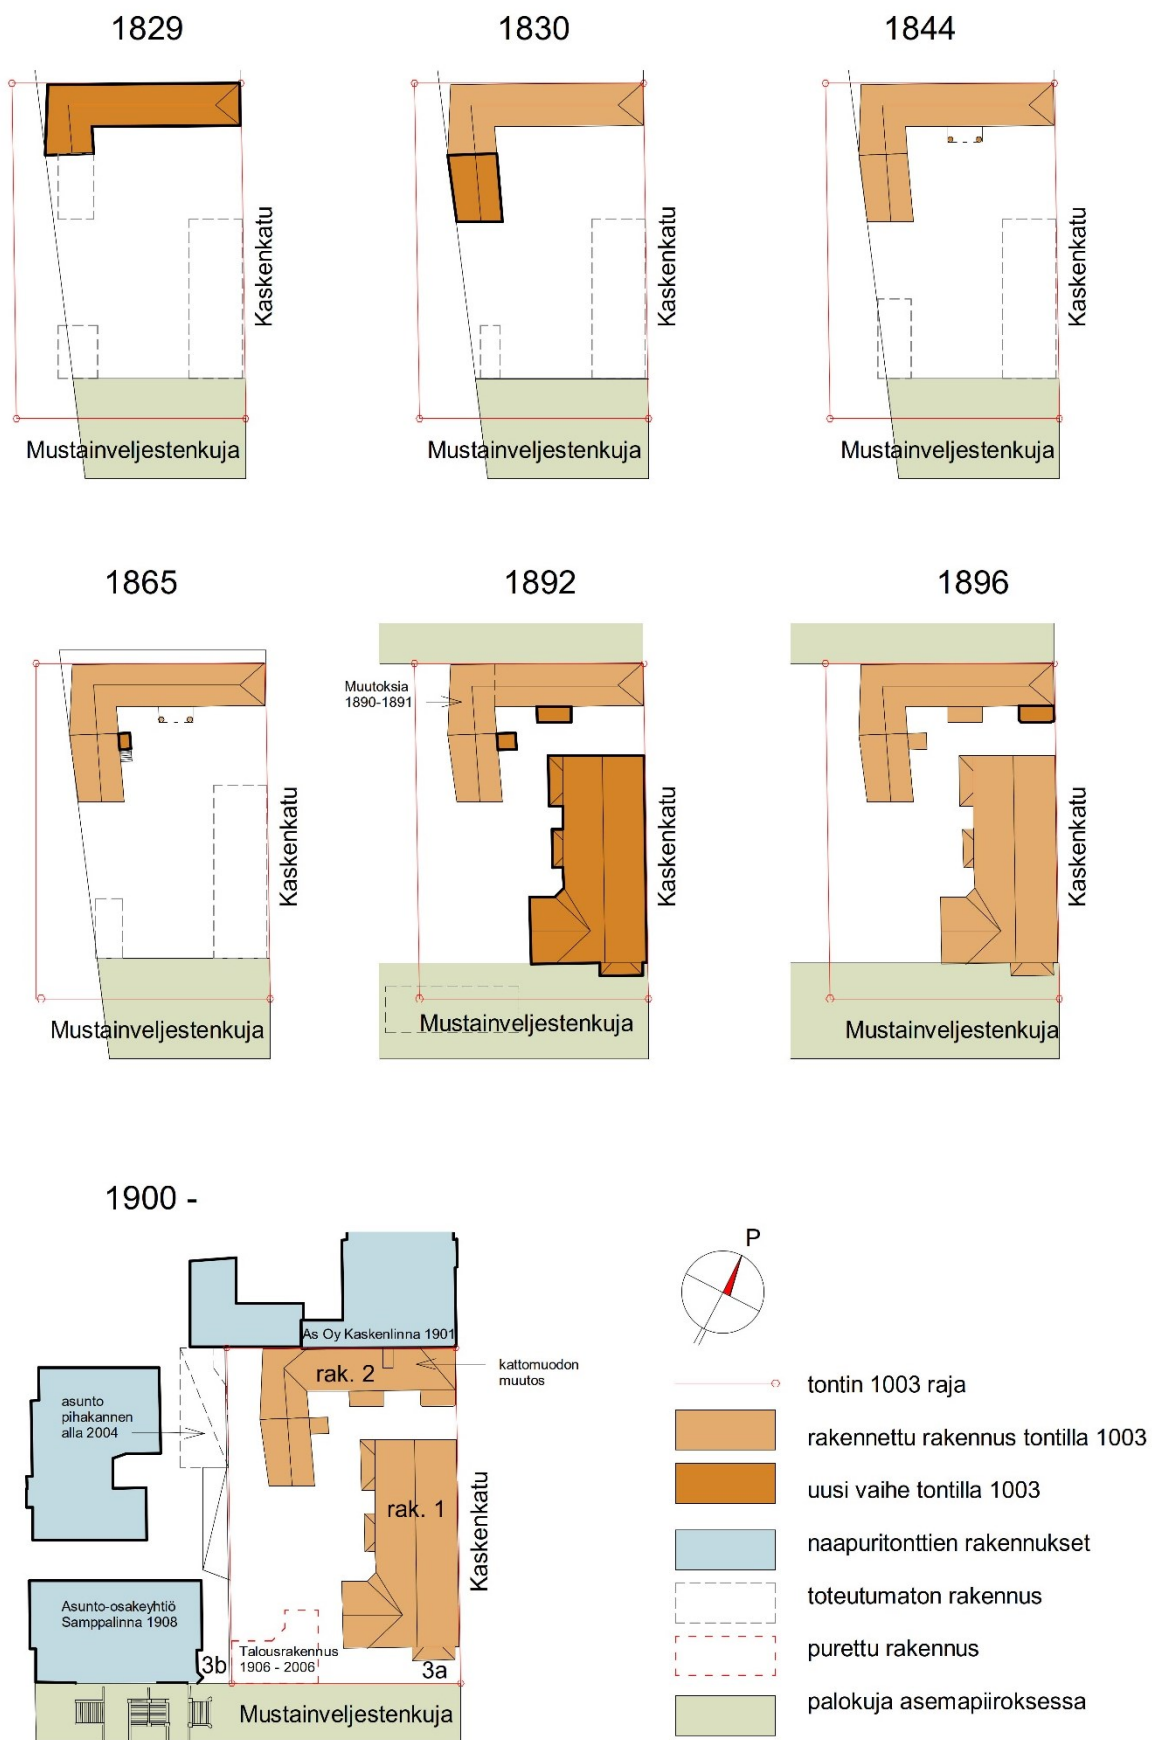 1829
1830
1844
Kaskenkatu
Kaskenkatu
Kaskenkatu
Mustainveljestenkuja
Mustainveljestenkuja
Mustainveljestenkuja
1865
1892
1896
Muutoksia
1890-1891
Kaskenkatu
Kaskenkatu
Kaskenkatu
Mustainveljestenkuja
Mustainveljestenkuja
Mustainveljestenkuja
1900 -
As Oy Kaskenlinna 1901
rak. 2
kattomuodon
muutos
asunto
pihakannen
alla 2004
rak. 1
Kaskenkatu
Asunto-osakeyhtiö
Samppalinna 1908
3b
Talousrakennus
1906 - 2006
3a
Mustainveljestenkuja
P
tontin 1003 raja
rakennettu rakennus tontilla 1003
uusi vaihe tontilla 1003
naapuritonttien rakennukset
toteutumaton rakennus
purettu rakennus
palokuja asemapiiroksessa